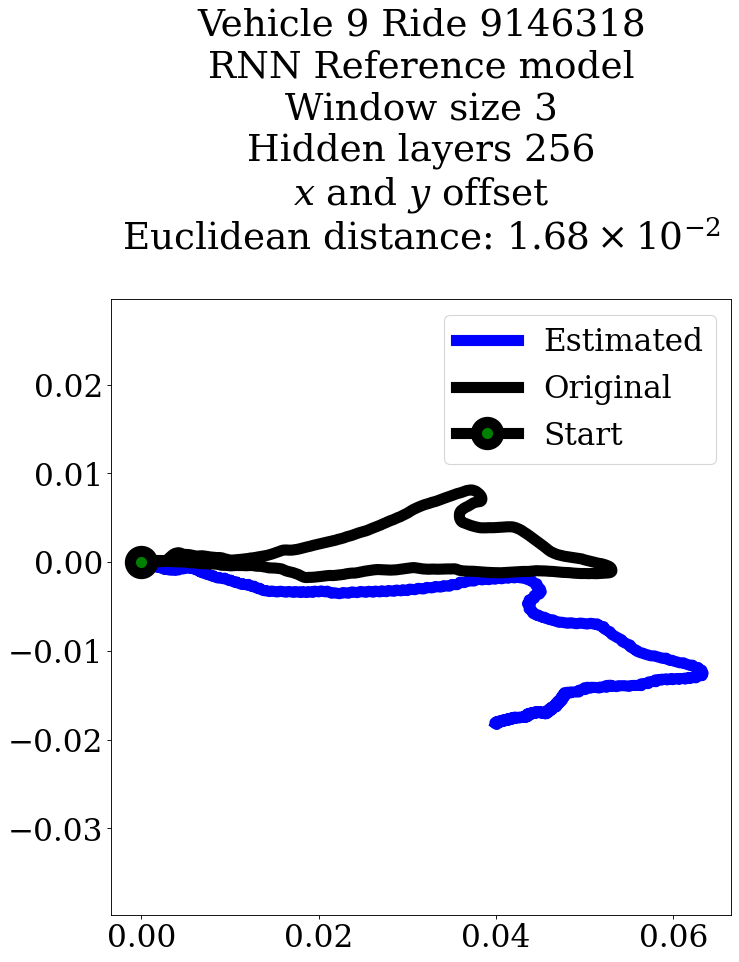 Vehicle 9 Ride 9146318
RNN Reference model
Window size 3
Hidden layers 256
x and y offset
Euclidean distance: 1.68 × 10⁻²
Estimated
Original
Start
0.02
0.01
0.00
−0.01
−0.02
−0.03
0.00 0.02 0.04 0.06